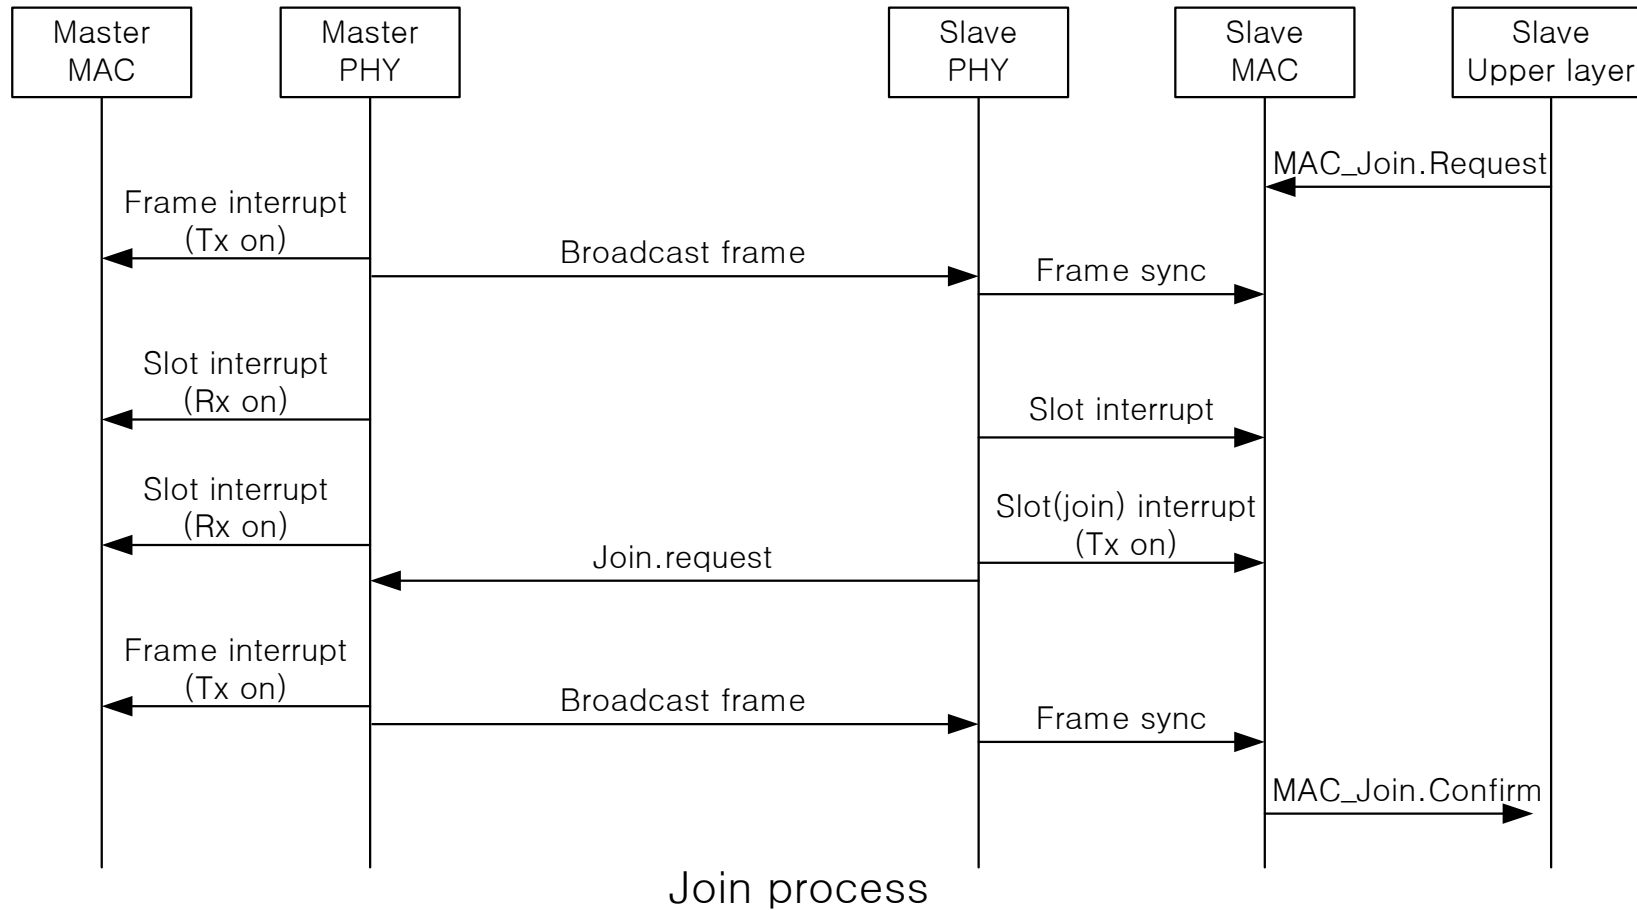 Master
MAC
Master
PHY
Slave
PHY
Slave
MAC
Slave
Upper layer
MAC_Join.Request
Frame interrupt
(Tx on)
Broadcast frame
Frame sync
Slot interrupt
(Rx on)
Slot interrupt
Slot interrupt
(Rx on)
Slot(join) interrupt
(Tx on)
Join.request
Frame interrupt
(Tx on)
Broadcast frame
Frame sync
MAC_Join.Confirm
Join process